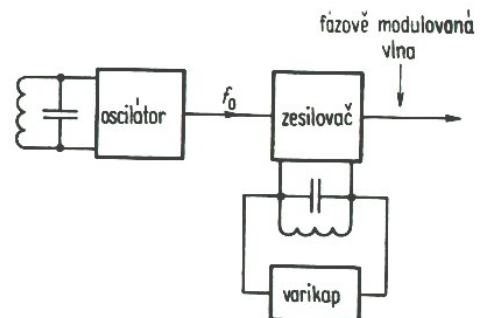 fázově modulovaná
vlna
oscilátor
f₀
zesilovač
varikap